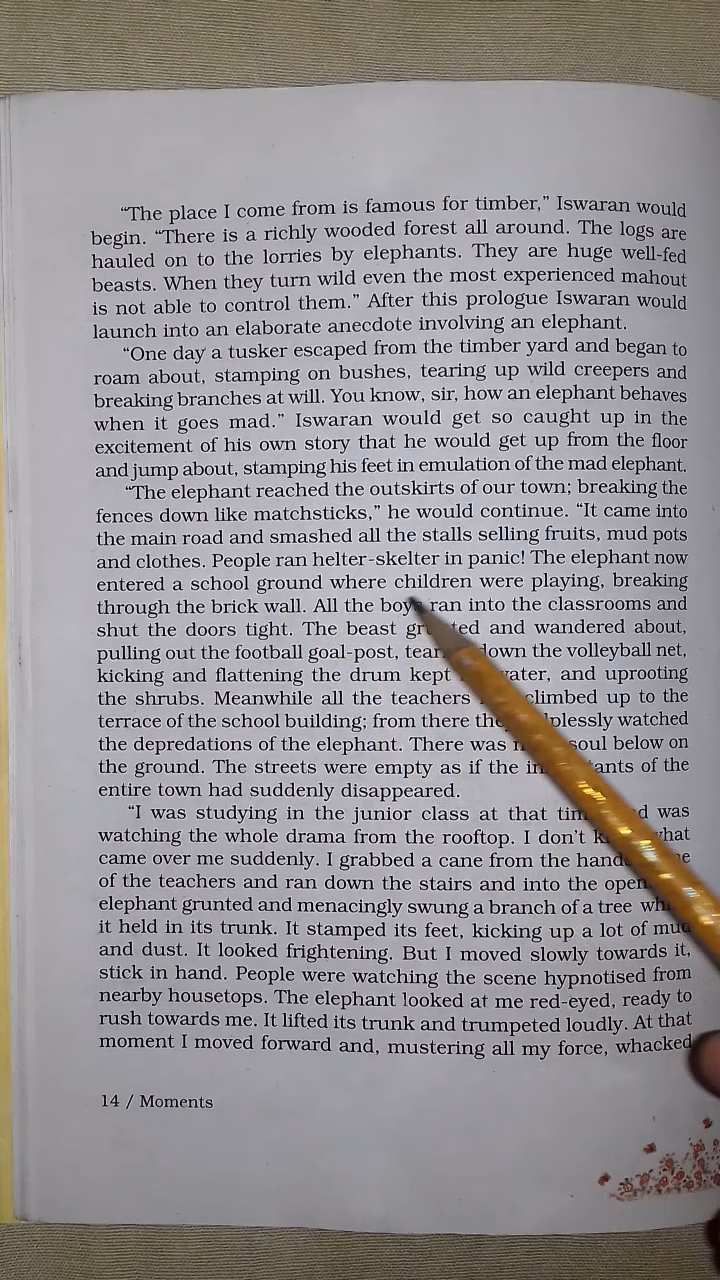 “The place I come from is famous for timber,” Iswaran would
begin. “There is a richly wooded forest all around. The logs are
hauled on to the lorries by elephants. They are huge well-fed
beasts. When they turn wild even the most experienced mahout
is not able to control them.” After this prologue Iswaran would
launch into an elaborate anecdote involving an elephant.
“One day a tusker escaped from the timber yard and began to
roam about, stamping on bushes, tearing up wild creepers and
breaking branches at will. You know, sir, how an elephant behaves
when it goes mad.” Iswaran would get so caught up in the
excitement of his own story that he would get up from the floor
and jump about, stamping his feet in emulation of the mad elephant.
“The elephant reached the outskirts of our town; breaking the
fences down like matchsticks,” he would continue. “It came into
the main road and smashed all the stalls selling fruits, mud pots
and clothes. People ran helter-skelter in panic! The elephant now
entered a school ground where children were playing, breaking
through the brick wall. All the boys ran into the classrooms and
shut the doors tight. The beast grunted and wandered about,
pulling out the football goal-post, tearing down the volleyball net,
kicking and flattening the drum kept water, and uprooting
the shrubs. Meanwhile all the teachers climbed up to the
terrace of the school building; from there they helplessly watched
the depredations of the elephant. There was soul below on
the ground. The streets were empty as if the inhabitants of the
entire town had suddenly disappeared.
“I was studying in the junior class at that time and was
watching the whole drama from the rooftop. I don’t know what
came over me suddenly. I grabbed a cane from the hands
of the teachers and ran down the stairs and into the open.
elephant grunted and menacingly swung a branch of a tree which
it held in its trunk. It stamped its feet, kicking up a lot of mud
and dust. It looked frightening. But I moved slowly towards it,
stick in hand. People were watching the scene hypnotised from
nearby housetops. The elephant looked at me red-eyed, ready to
rush towards me. It lifted its trunk and trumpeted loudly. At that
moment I moved forward and, mustering all my force, whacked
14 / Moments